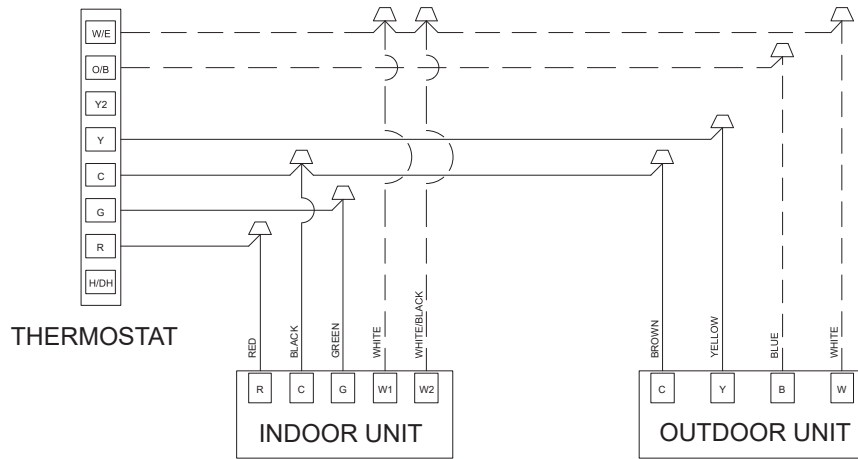 W/E
O/B
Y2
Y
C
G
R
H/DH
THERMOSTAT
RED
BLACK
GREEN
WHITE
WHITE/BLACK
BROWN
YELLOW
BLUE
WHITE
R C G W1 W2
C Y B W
INDOOR UNIT
OUTDOOR UNIT